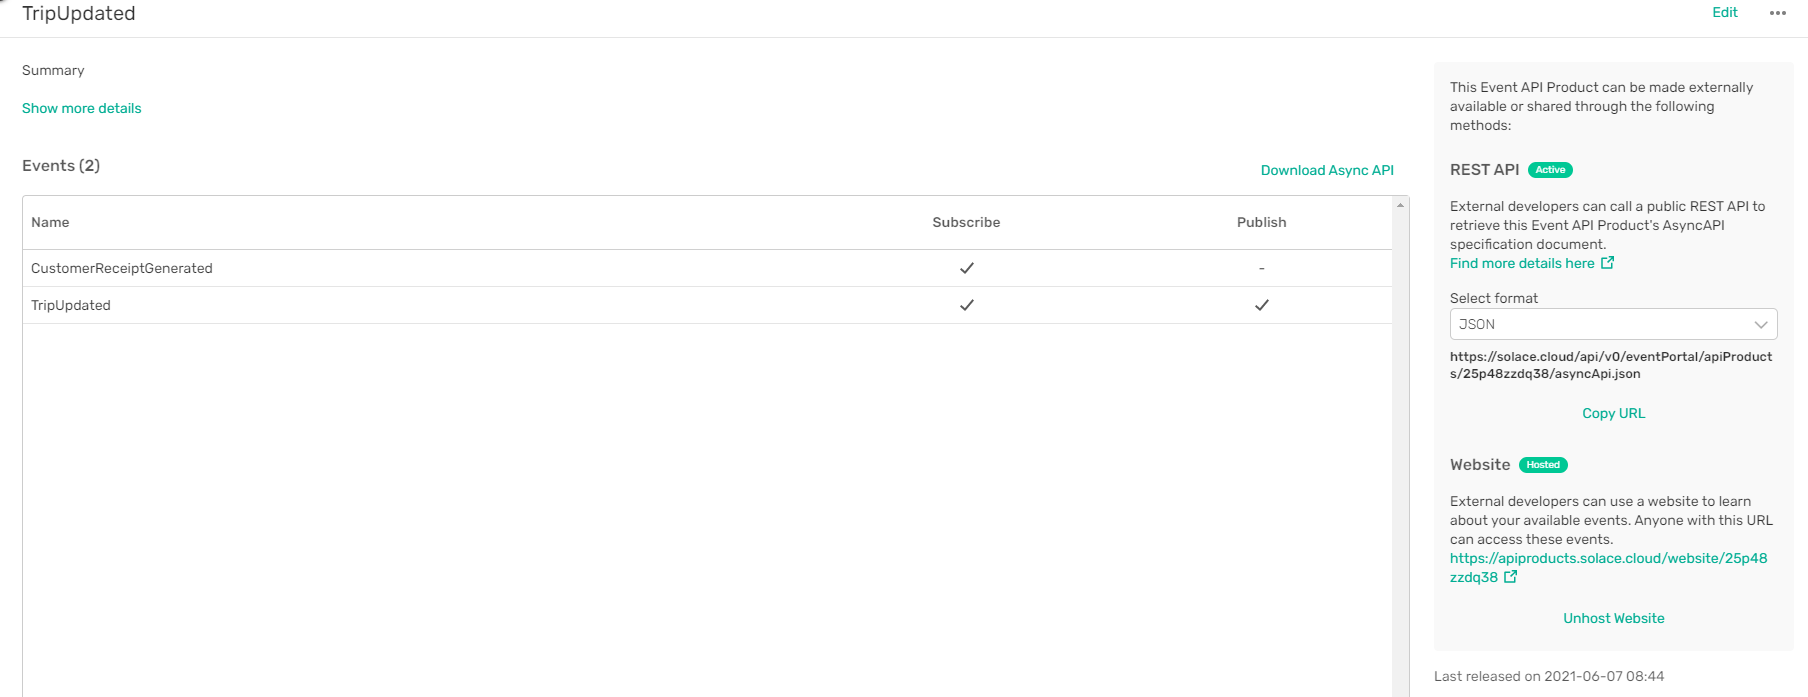 TripUpdated
Edit
Summary
Show more details
Events (2)
Download Async API
Name Subscribe Publish
CustomerReceiptGenerated -
TripUpdated
This Event API Product can be made externally
available or shared through the following
methods:
REST API Active
External developers can call a public REST API to
retrieve this Event API Product's AsyncAPI
specification document.
Find more details here
Select format
JSON
https://solace.cloud/api/v0/eventPortal/apiProduct
s/25p48zzdq38/asyncApi.json
Copy URL
Website Hosted
External developers can use a website to learn
about your available events. Anyone with this URL
can access these events.
https://apiproducts.solace.cloud/website/25p48
zzdq38
Unhost Website
Last released on 2021-06-07 08:44